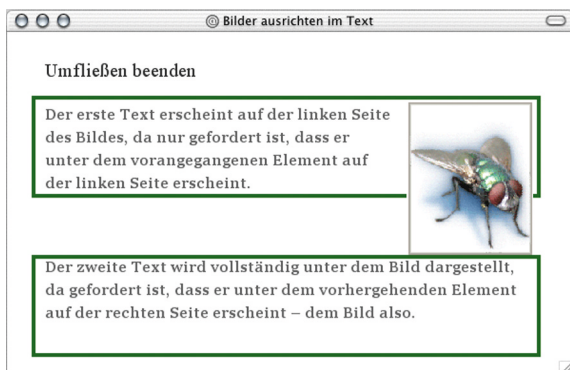 @ Bilder ausrichten im Text
Umfließen beenden
Der erste Text erscheint auf der linken Seite
des Bildes, da nur gefordert ist, dass er
unter dem vorangegangenen Element auf
der linken Seite erscheint.
Der zweite Text wird vollständig unter dem Bild dargestellt,
da gefordert ist, dass er unter dem vorhergehenden Element
auf der rechten Seite erscheint – dem Bild also.